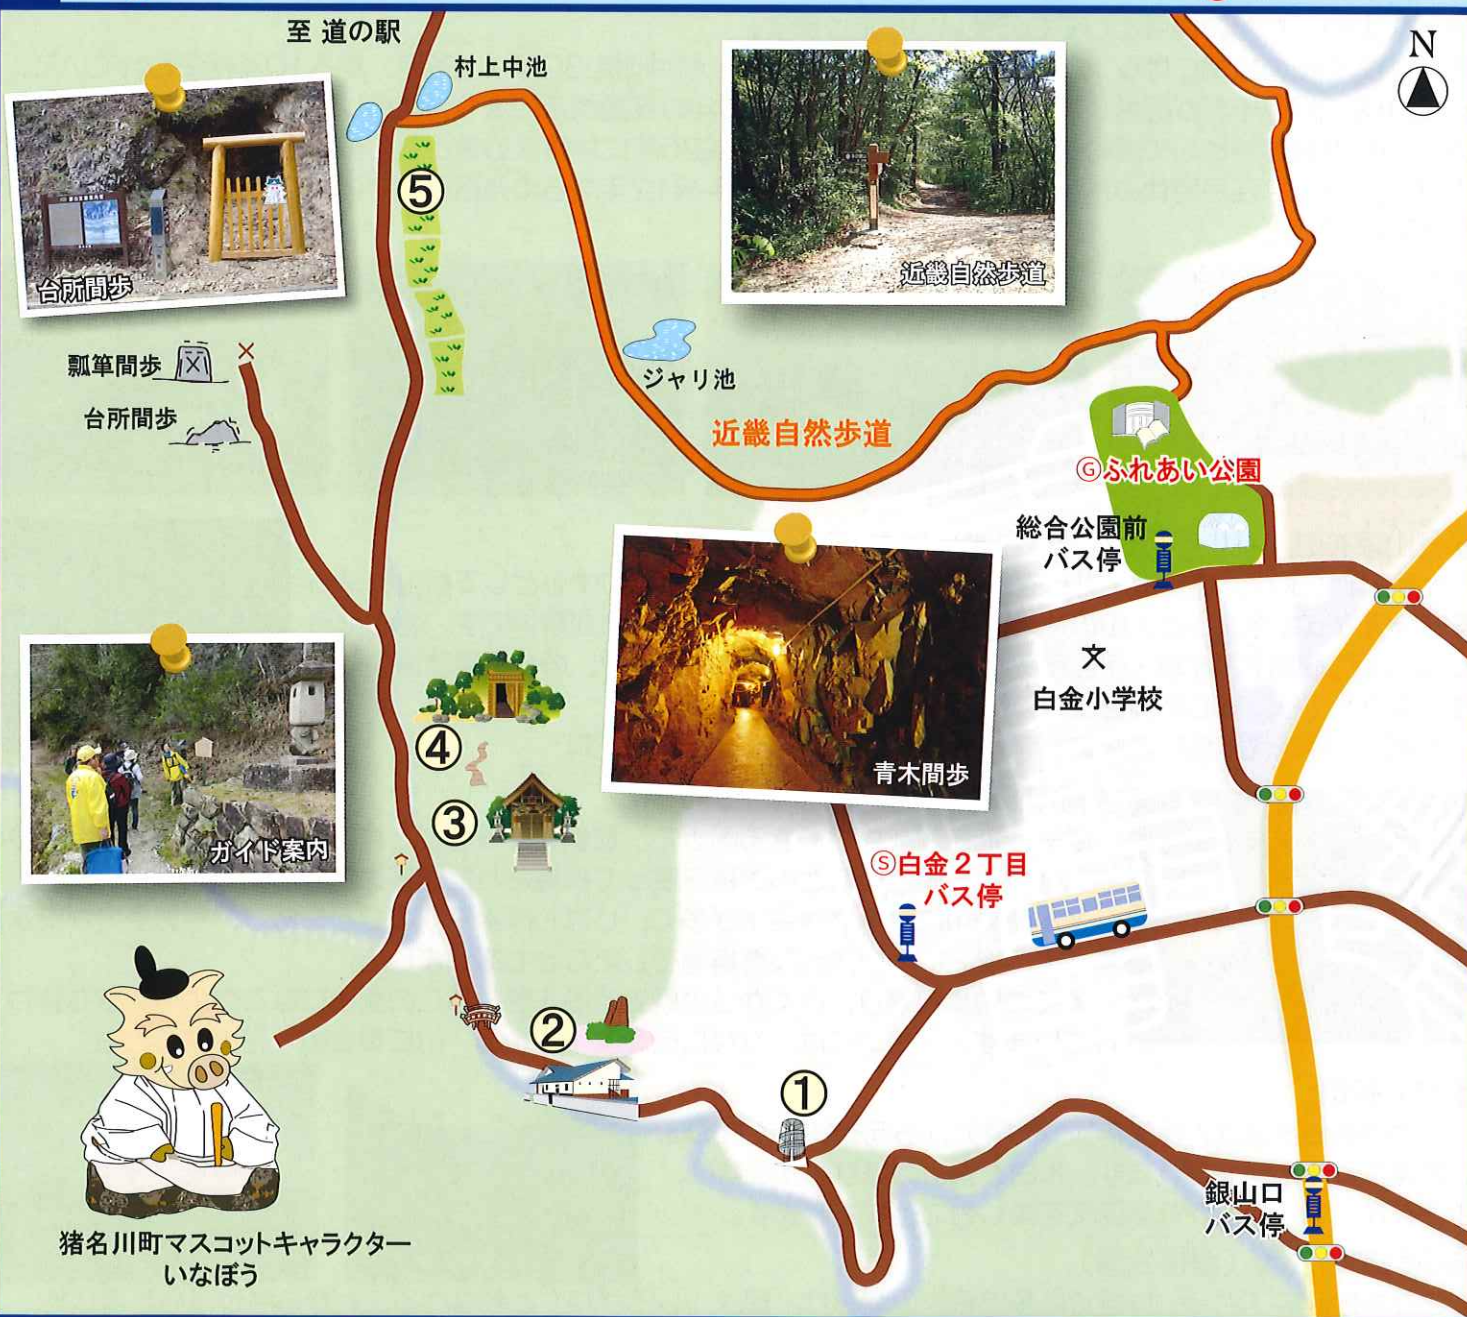 至 道の駅
村上中池
N
台所間歩
近畿自然歩道
⑤
瓢箪間歩
台所間歩
ジャリ池
近畿自然歩道
Ⓖふれあい公園
総合公園前
バス停
文
白金小学校
青木間歩
ガイド案内
④
③
Ⓢ白金2丁目
バス停
②
①
銀山口
バス停
猪名川町マスコットキャラクター
いなぼう